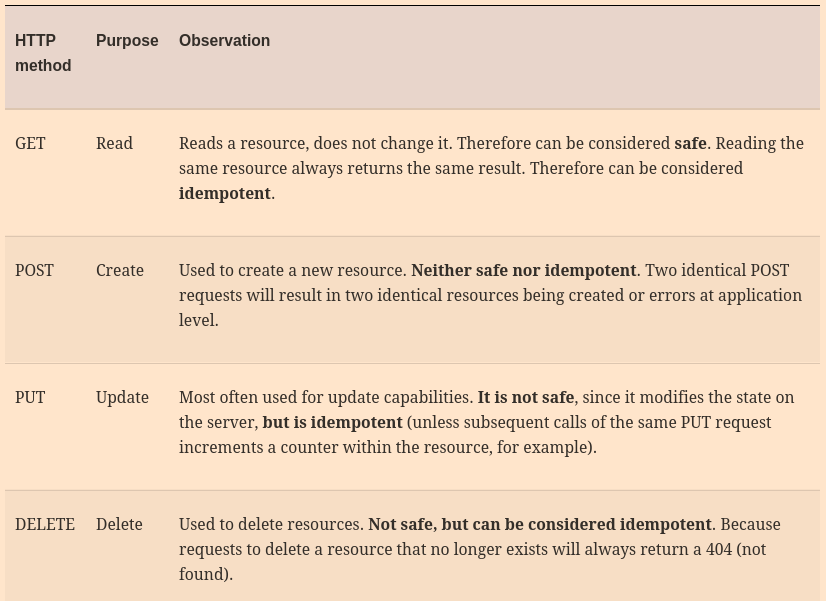 HTTP method Purpose Observation
GET Read Reads a resource, does not change it. Therefore can be considered safe. Reading the
same resource always returns the same result. Therefore can be considered
idempotent.
POST Create Used to create a new resource. Neither safe nor idempotent. Two identical POST
requests will result in two identical resources being created or errors at application
level.
PUT Update Most often used for update capabilities. It is not safe, since it modifies the state on
the server, but is idempotent (unless subsequent calls of the same PUT request
increments a counter within the resource, for example).
DELETE Delete Used to delete resources. Not safe, but can be considered idempotent. Because
requests to delete a resource that no longer exists will always return a 404 (not
found).